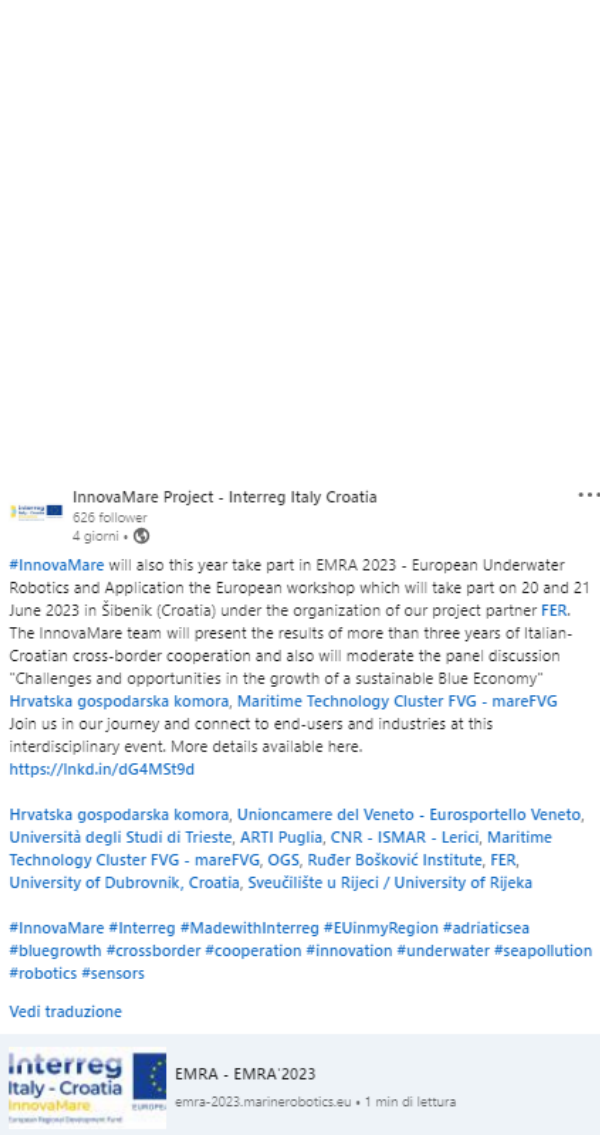 InnovaMare Project - Interreg Italy Croatia
626 follower
4 giorni •
#InnovaMare will also this year take part in EMRA 2023 - European Underwater
Robotics and Application the European workshop which will take part on 20 and 21
June 2023 in Šibenik (Croatia) under the organization of our project partner FER.
The InnovaMare team will present the results of more than three years of Italian-
Croatian cross-border cooperation and also will moderate the panel discussion
"Challenges and opportunities in the growth of a sustainable Blue Economy"
Hrvatska gospodarska komora, Maritime Technology Cluster FVG - mareFVG
Join us in our journey and connect to end-users and industries at this
interdisciplinary event. More details available here.
https://lnkd.in/dG4MSt9d
Hrvatska gospodarska komora, Unioncamere del Veneto - Eurosportello Veneto,
Università degli Studi di Trieste, ARTI Puglia, CNR - ISMAR - Lerici, Maritime
Technology Cluster FVG - mareFVG, OGS, Ruđer Bošković Institute, FER,
University of Dubrovnik, Croatia, Sveučilište u Rijeci / University of Rijeka
#InnovaMare #Interreg #MadewithInterreg #EUinmyRegion #adriaticsea
#bluegrowth #crossborder #cooperation #innovation #underwater #seapollution
#robotics #sensors
Vedi traduzione
Interreg
Italy - Croatia
InnovaMare
European Regional Development Fund
EUROPE
EMRA - EMRA'2023
emra-2023.marinerobotics.eu • 1 min di lettura